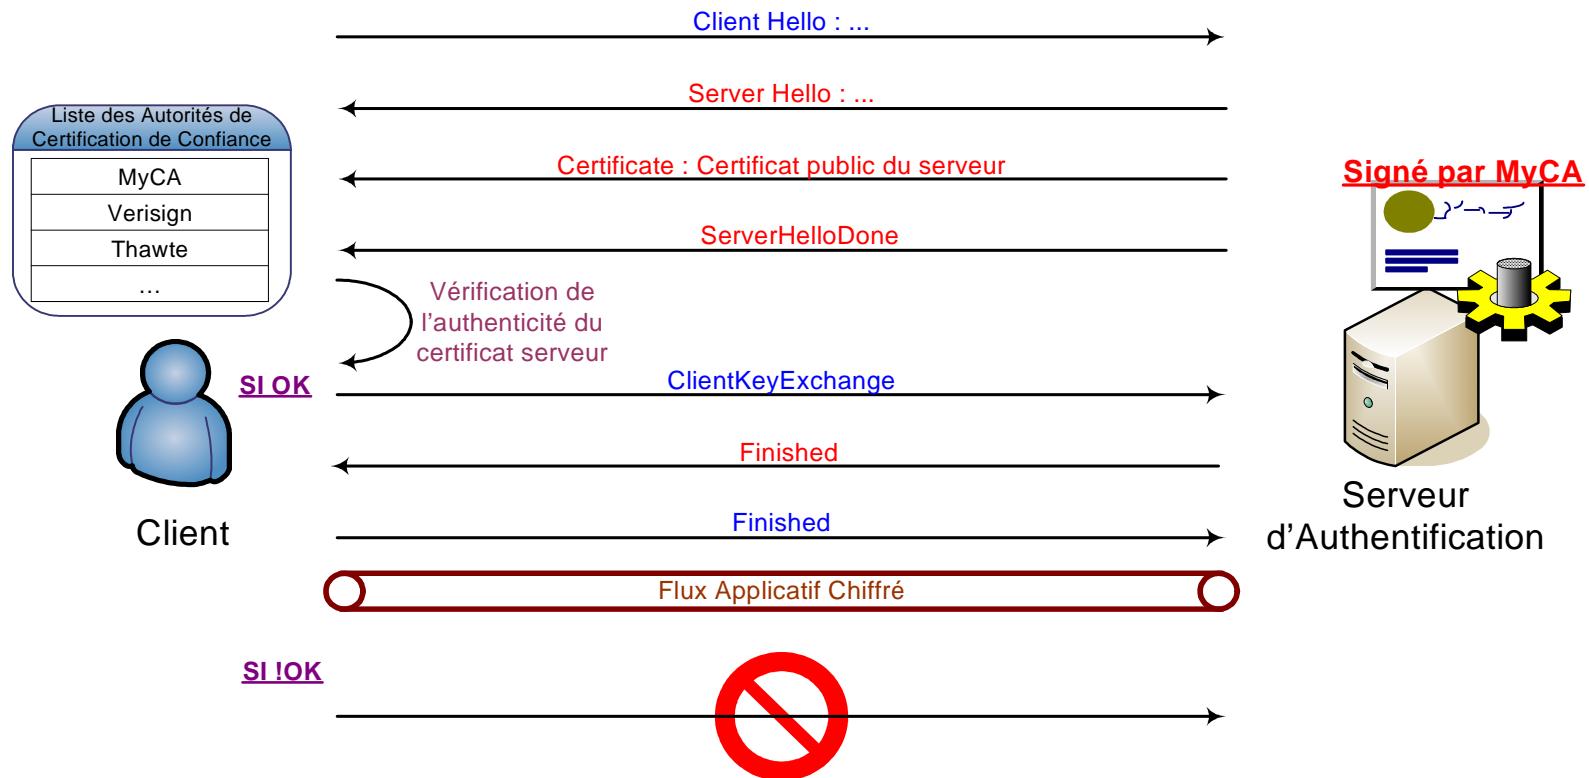 Client Hello : ...
Server Hello : ...
Liste des Autorités de
Certification de Confiance
MyCA
Verisign
Thawte
...
Certificate : Certificat public du serveur
Signé par MyCA
ServerHelloDone
Vérification de
l’authenticité du
certificat serveur
SI OK
ClientKeyExchange
Finished
Client
Finished
Serveur
d’Authentification
Flux Applicatif Chiffré
SI !OK